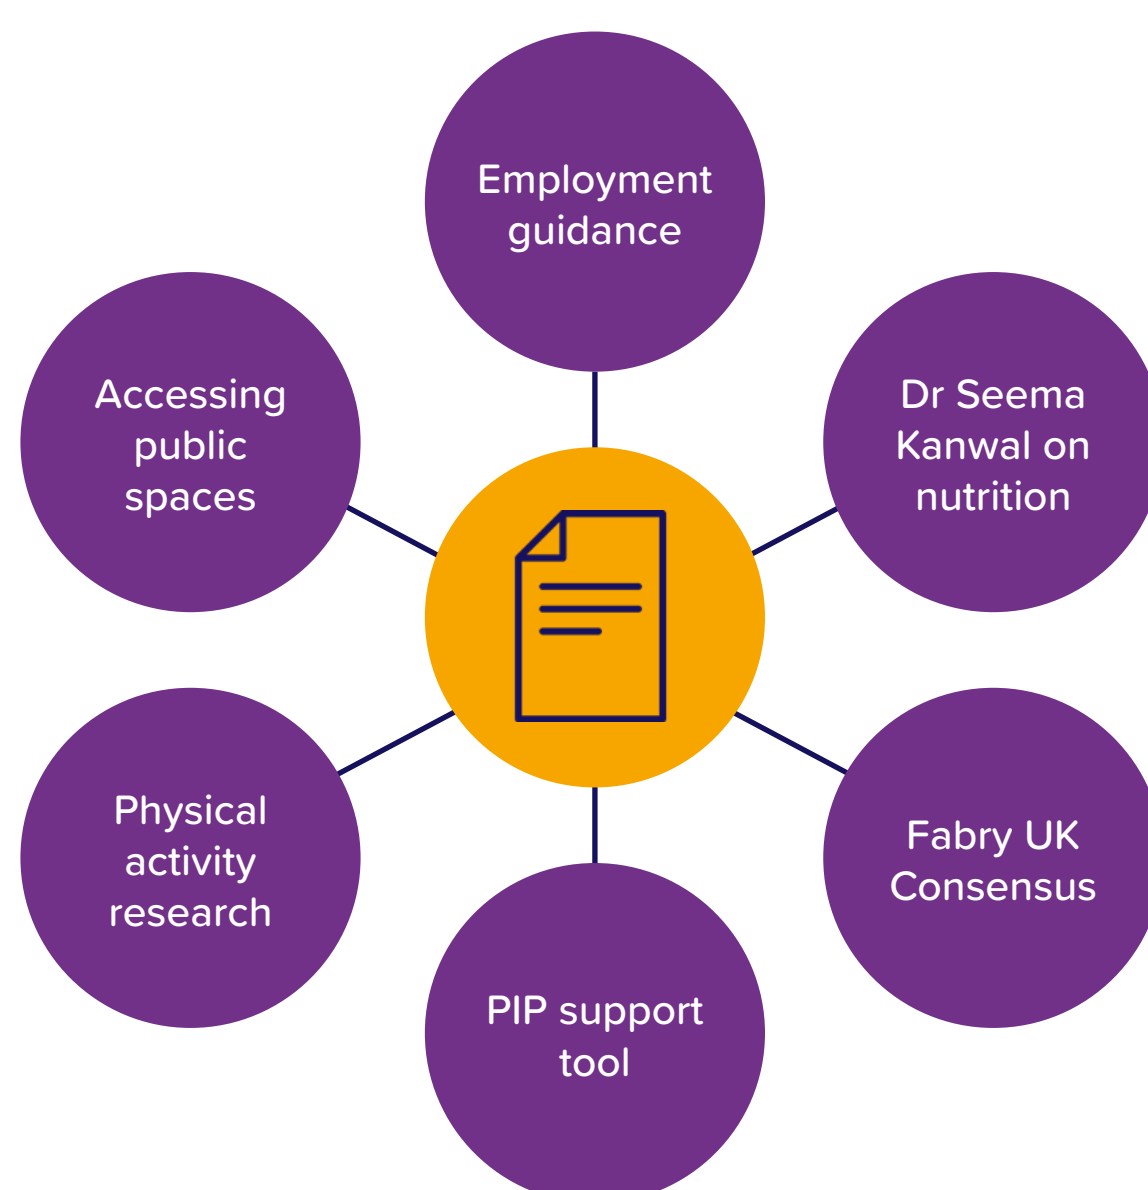 Employment
guidance
Accessing
public
spaces
Dr Seema
Kanwal on
nutrition
Physical
activity
research
Fabry UK
Consensus
PIP support
tool